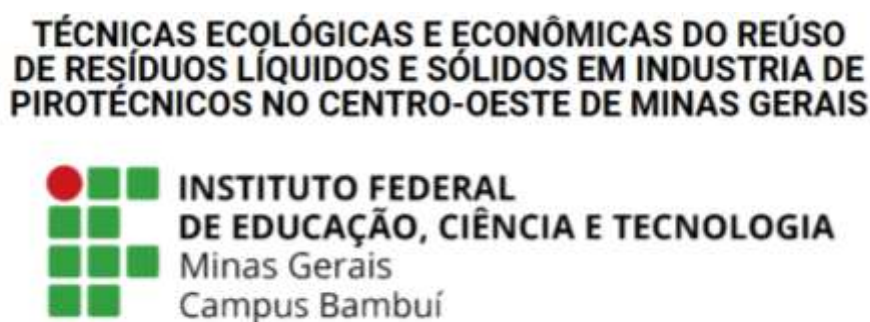 TÉCNICAS ECOLÓGICAS E ECONÔMICAS DO REÚSO
DE RESÍDUOS LÍQUIDOS E SÓLIDOS EM INDUSTRIA DE
PIROTÉCNICOS NO CENTRO-OESTE DE MINAS GERAIS
INSTITUTO FEDERAL
DE EDUCAÇÃO, CIÊNCIA E TECNOLOGIA
Minas Gerais
Campus Bambuí